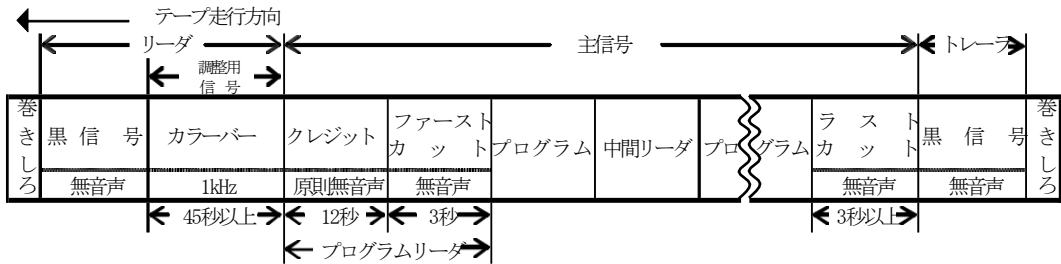 テープ走行方向
リーダ 主信号 トレーラ
調整用
信号
巻きしろ 黒信号 カラーバー クレジット ファーストカット プログラム 中間リーダ プログラム ラストカット 黒信号 巻きしろ
無音声 1kHz 原則無音声 無音声 無音声 無音声
45秒以上 12秒 3秒 3秒以上
プログラムリーダ